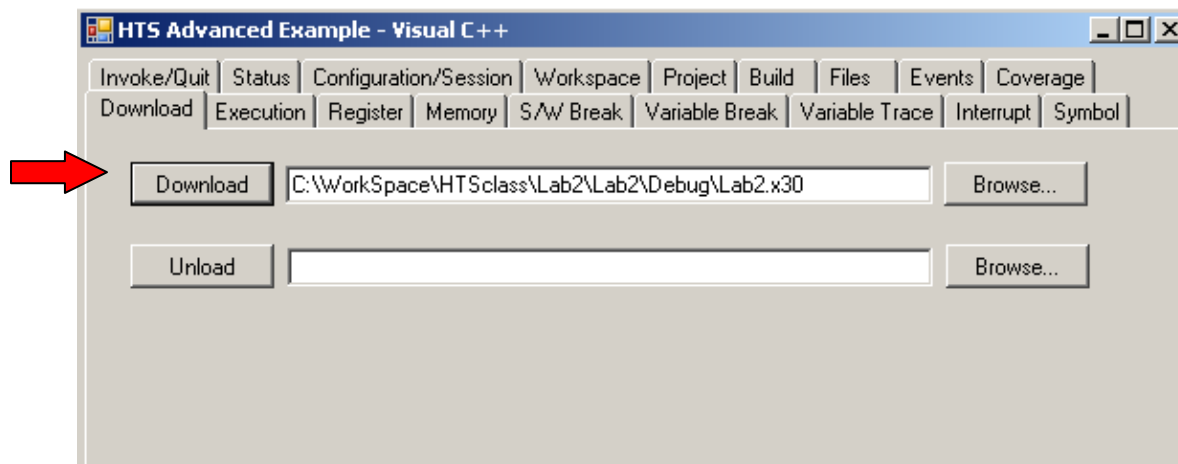 HTS Advanced Example - Visual C++
Invoke/Quit Status Configuration/Session Workspace Project Build Files Events Coverage
Download Execution Register Memory S/W Break Variable Break Variable Trace Interrupt Symbol
Download C:\WorkSpace\HTSclass\Lab2\Lab2\Debug\Lab2.x30 Browse...
Unload Browse...